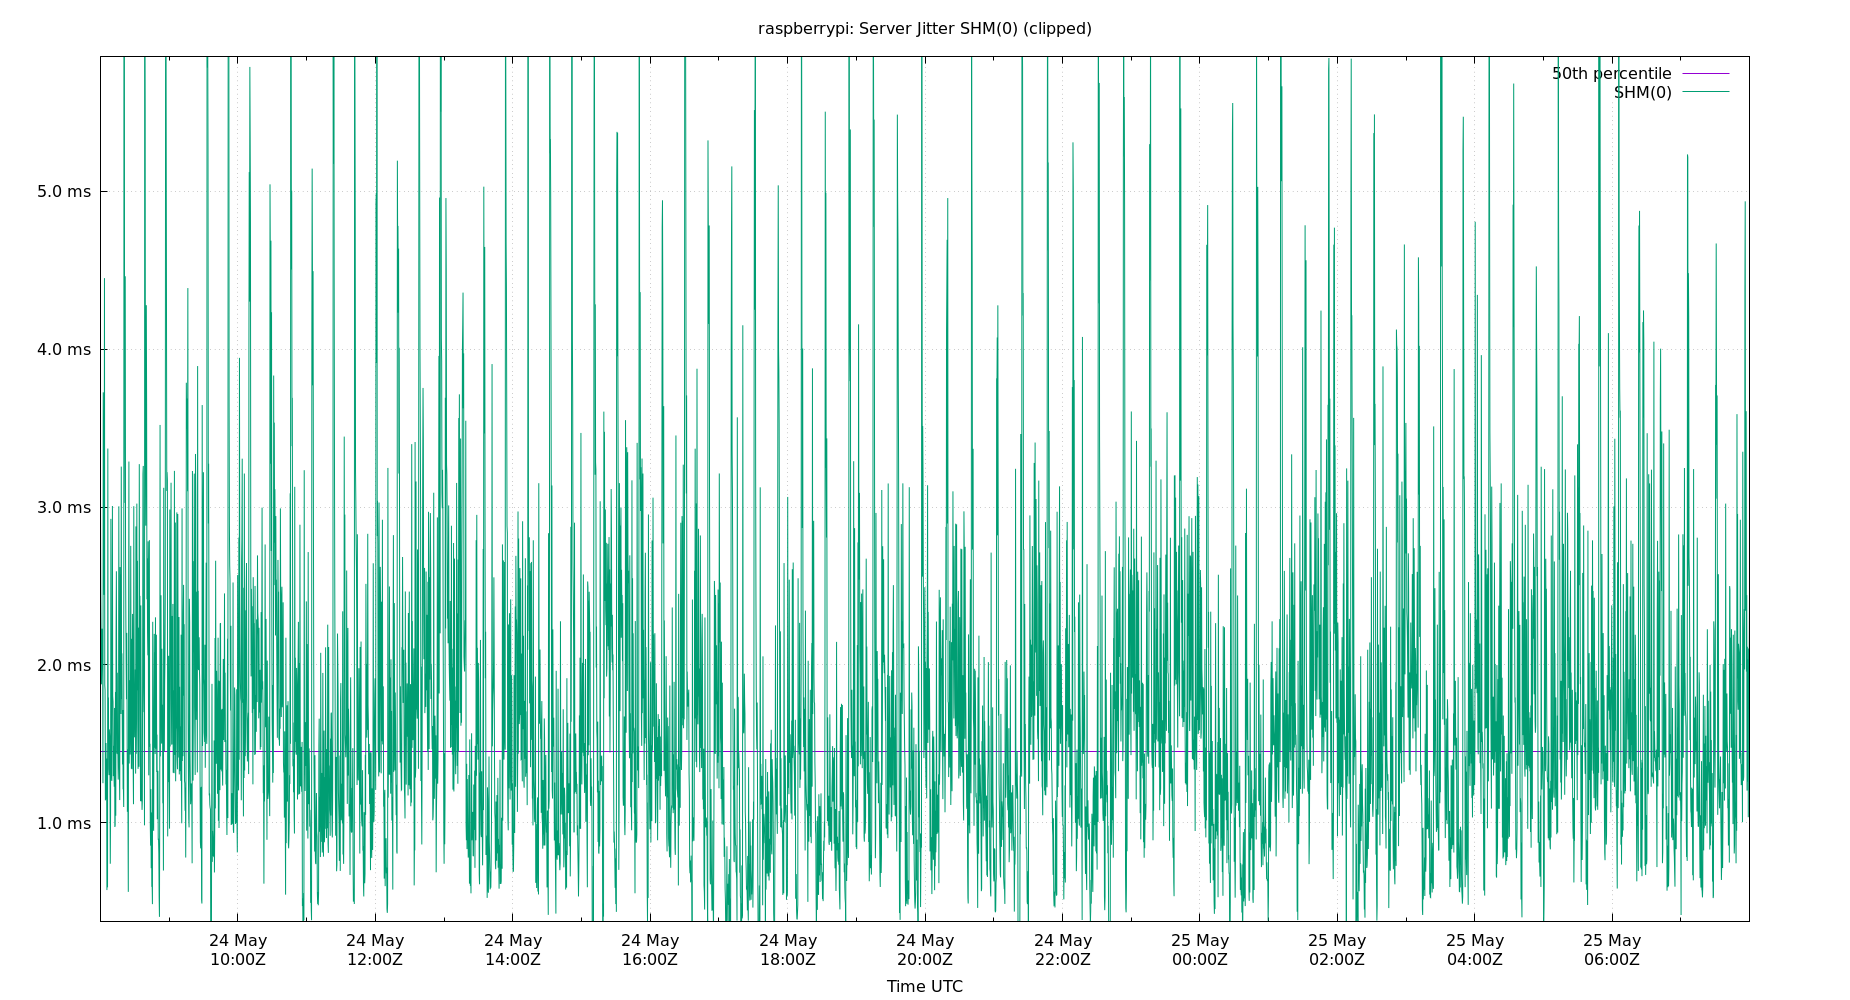 raspberrypi: Server Jitter SHM(0) (clipped)
50th percentile
SHM(0)
5.0 ms
4.0 ms
3.0 ms
2.0 ms
1.0 ms
24 May 24 May 24 May 24 May 24 May 24 May 24 May 25 May 25 May 25 May 25 May
10:00Z 12:00Z 14:00Z 16:00Z 18:00Z 20:00Z 22:00Z 00:00Z 02:00Z 04:00Z 06:00Z
Time UTC